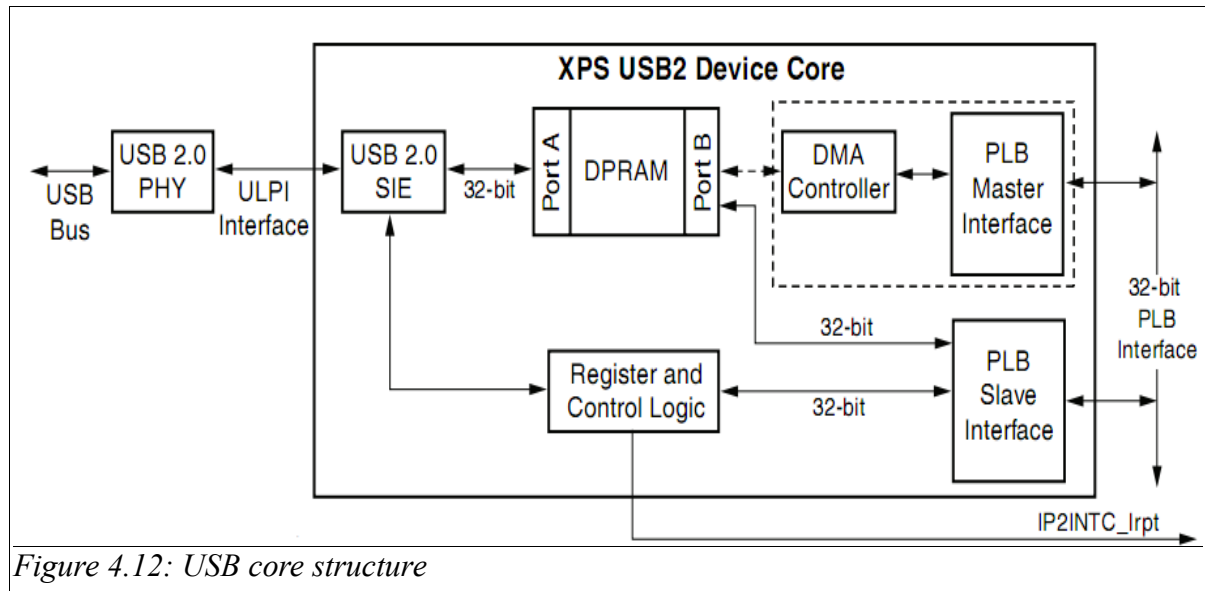 XPS USB2 Device Core
USB 2.0
PHY
USB
Bus
ULPI
Interface
USB 2.0
SIE
32-bit
Port A
DPRAM
Port B
DMA
Controller
PLB
Master
Interface
32-bit
PLB
Interface
32-bit
Register and
Control Logic
32-bit
PLB
Slave
Interface
IP2INTC_Irpt
Figure 4.12: USB core structure